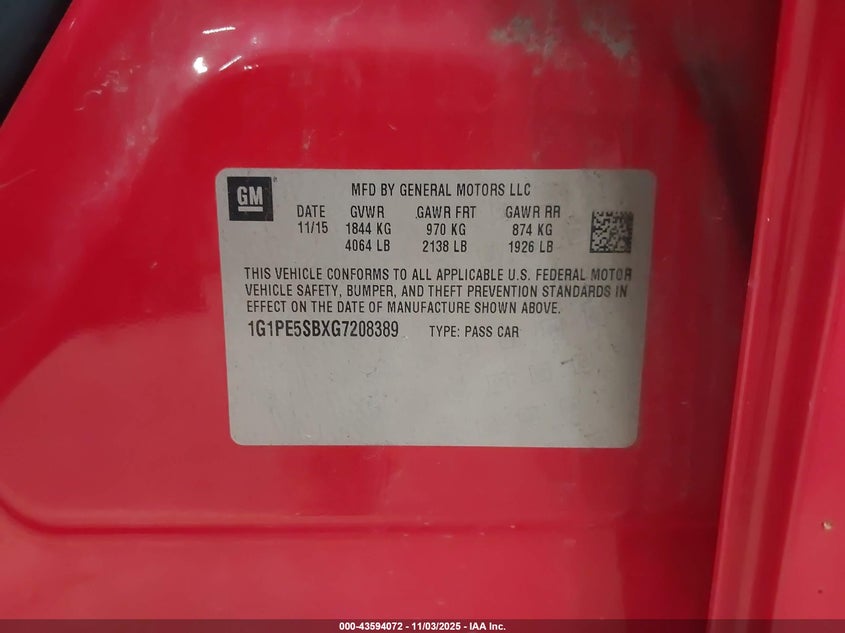 GM
MFD BY GENERAL MOTORS LLC
DATE GVWR GAWR FRT GAWR RR
11/15 1844 KG 970 KG 874 KG
4064 LB 2138 LB 1926 LB
THIS VEHICLE CONFORMS TO ALL APPLICABLE U.S. FEDERAL MOTOR
VEHICLE SAFETY, BUMPER, AND THEFT PREVENTION STANDARDS IN
EFFECT ON THE DATE OF MANUFACTURE SHOWN ABOVE.
1G1PE5SBXG7208389 TYPE: PASS CAR
000-43594072 - 11/03/2025 - IAA Inc.